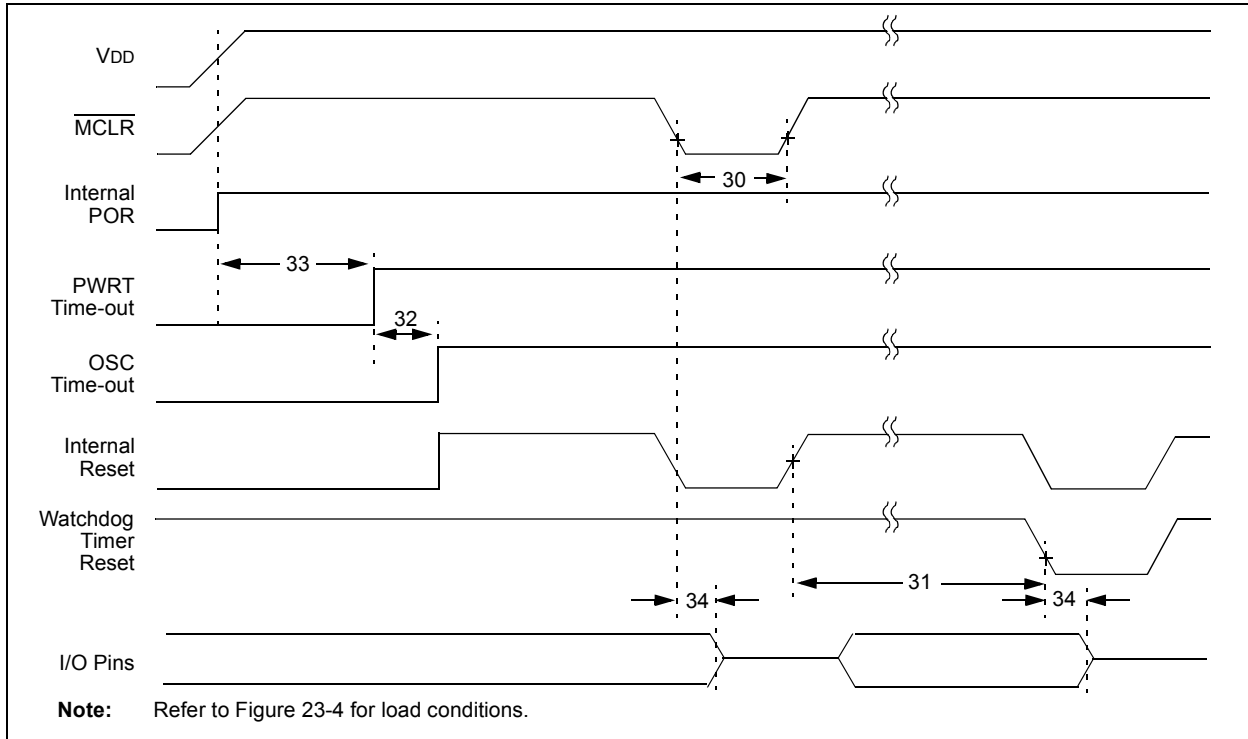 VDD
MCLR
30
Internal
POR
33
PWRT
Time-out
32
OSC
Time-out
Internal
Reset
Watchdog
Timer
Reset
31
34
34
I/O Pins
Note: Refer to Figure 23-4 for load conditions.